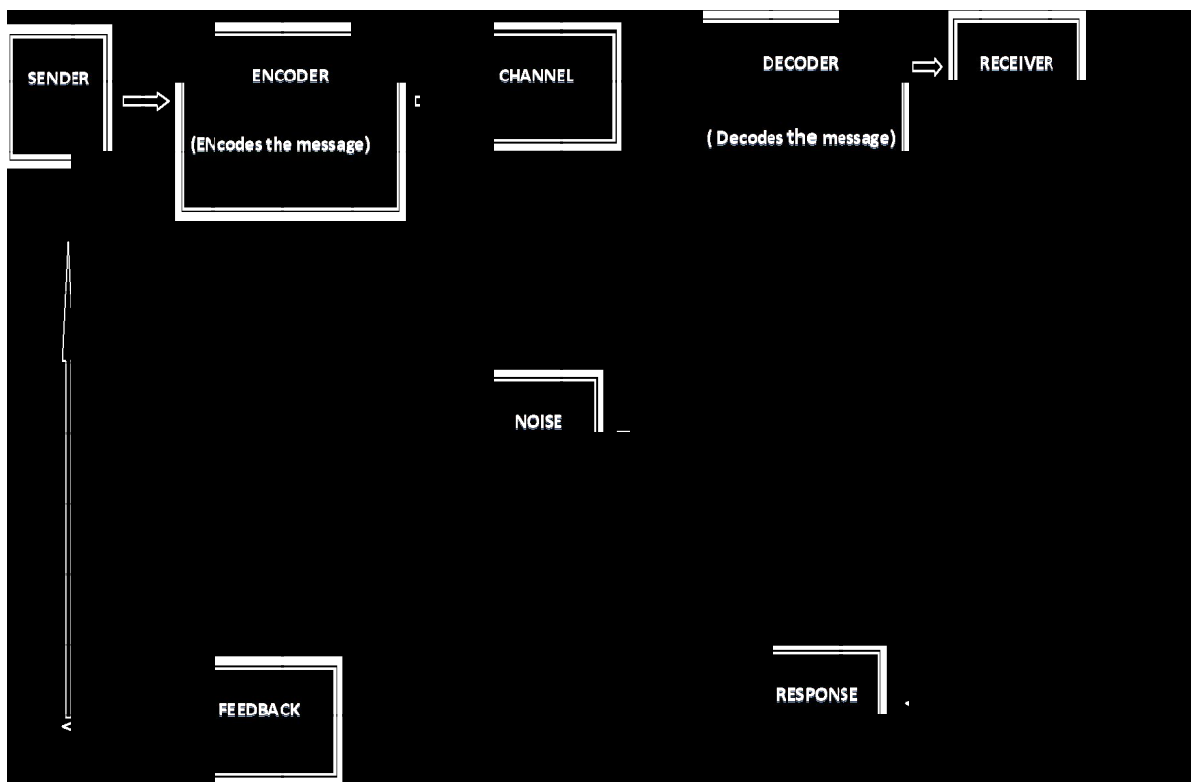 SENDER
ENCODER
(ENcodes the message)
CHANNEL
DECODER
( Decodes the message)
RECEIVER
NOISE
FEEDBACK
RESPONSE